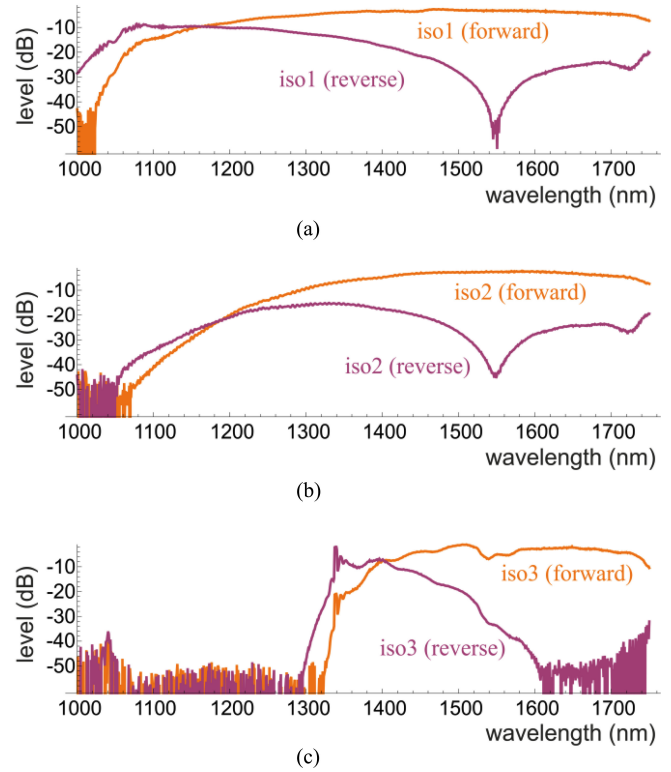 level (dB)
-10
-20
-30
-40
-50
iso1 (forward)
iso1 (reverse)
1000 1100 1200 1300 1400 1500 1600 1700
wavelength (nm)
(a)
level (dB)
-10
-20
-30
-40
-50
iso2 (forward)
iso2 (reverse)
1000 1100 1200 1300 1400 1500 1600 1700
wavelength (nm)
(b)
level (dB)
-10
-20
-30
-40
-50
iso3 (forward)
iso3 (reverse)
1000 1100 1200 1300 1400 1500 1600 1700
wavelength (nm)
(c)